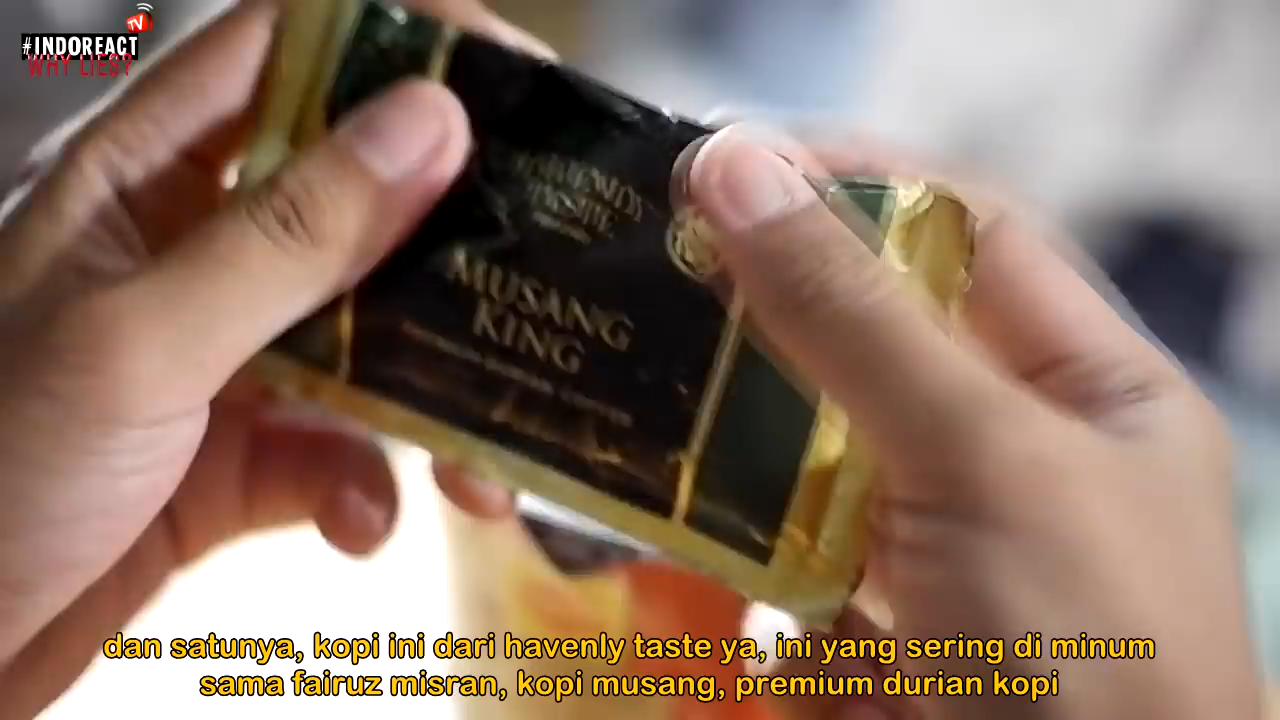 TV
#INDOREACT
WHY LIES?
MUSANG
KING
dan satunya, kopi ini dari havenly taste ya, ini yang sering di minum
sama fairuz misran, kopi musang, premium durian kopi